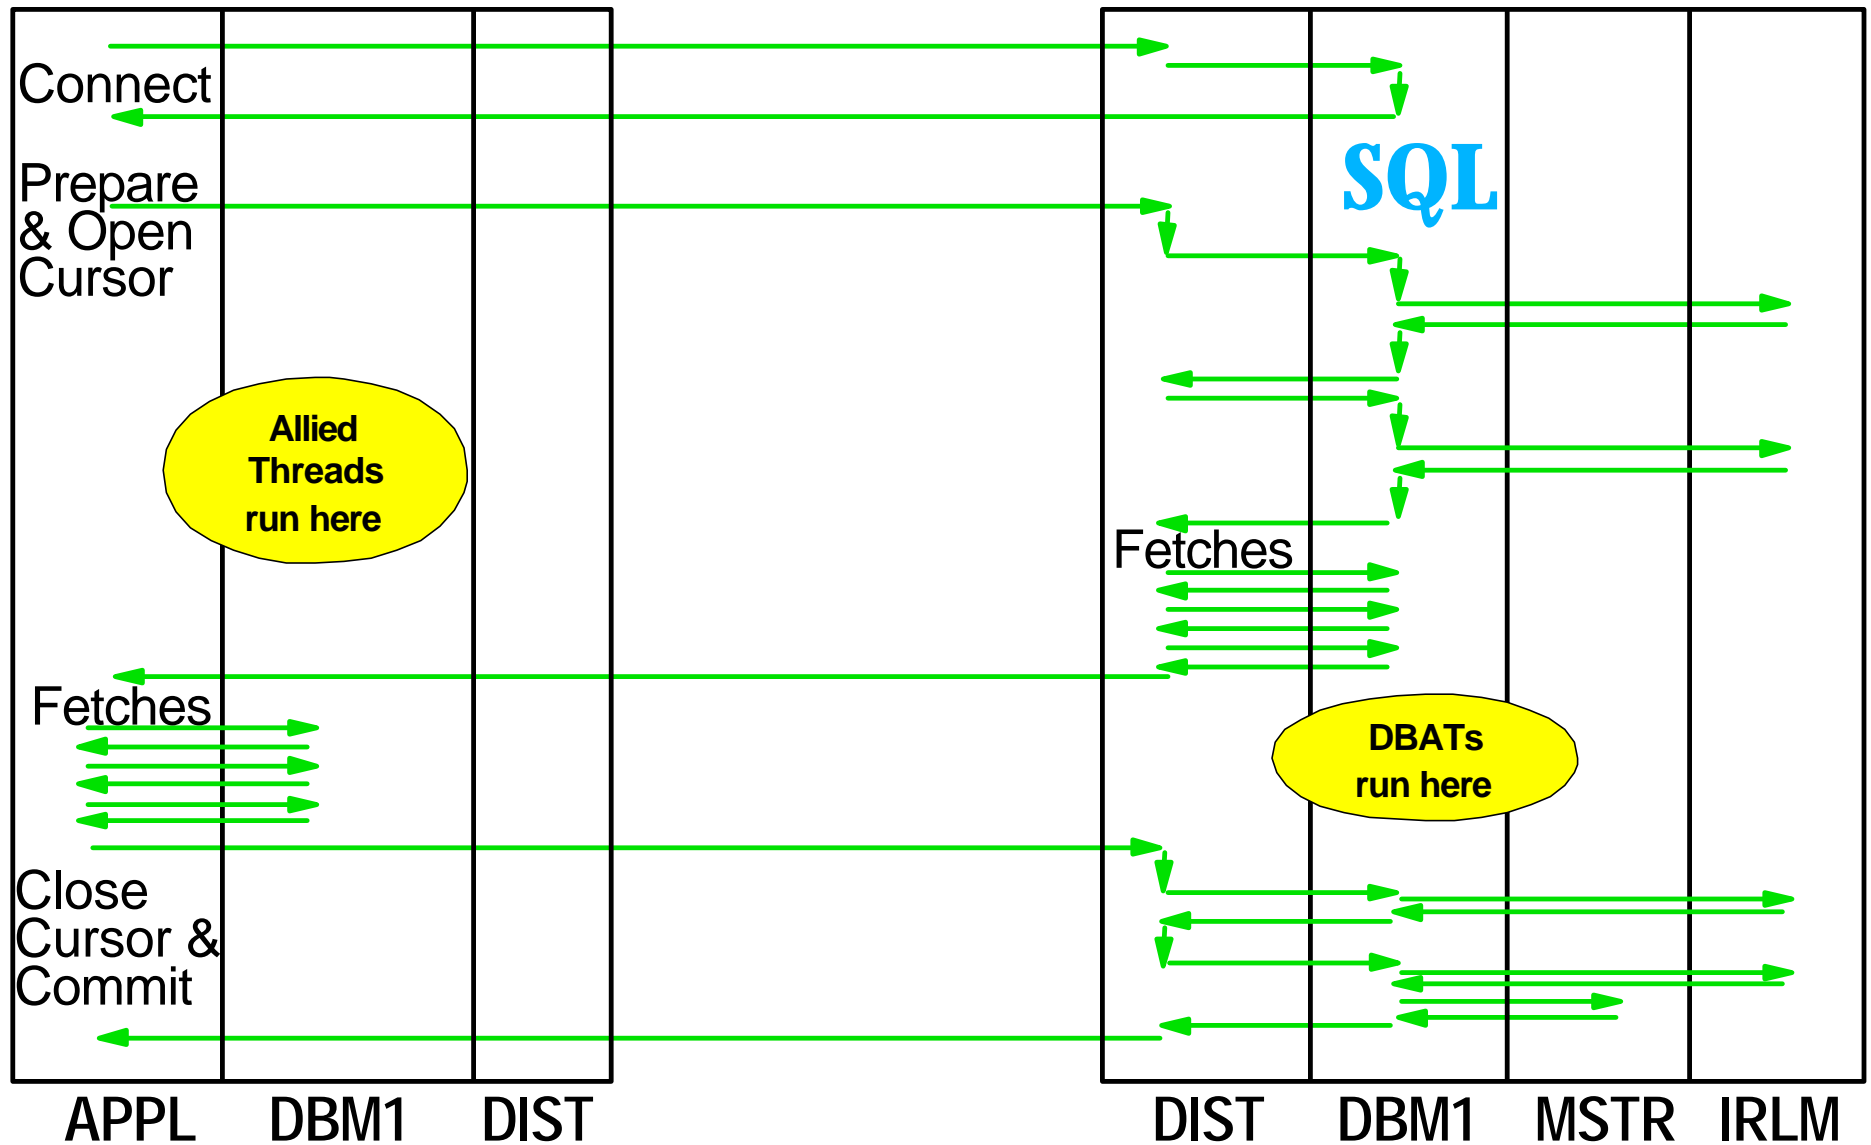 Connect
SQL
Prepare
& Open
Cursor
Allied
Threads
run here
Fetches
Fetches
DBATs
run here
Close
Cursor &
Commit
APPL DBM1 DIST DIST DBM1 MSTR IRLM